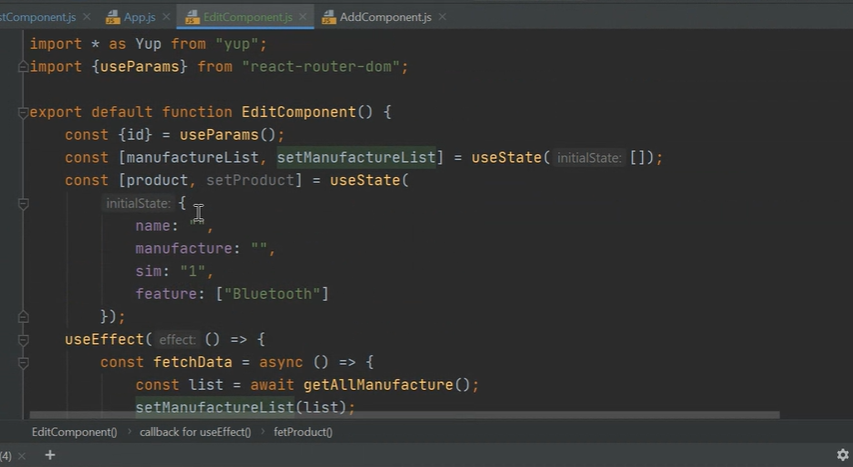 stComponent.js × App.js × EditComponent.js × AddComponent.js ×
import * as Yup from "yup";
import {useParams} from "react-router-dom";
export default function EditComponent() {
const {id} = useParams();
const [manufactureList, setManufactureList] = useState( initialState: []);
const [product, setProduct] = useState(
initialState: {
name: "",
manufacture: "",
sim: "1",
feature: ["Bluetooth"]
});
useEffect( effect: () => {
const fetchData = async () => {
const list = await getAllManufacture();
setManufactureList(list);
EditComponent() › callback for useEffect() › fetProduct()
(4) × +